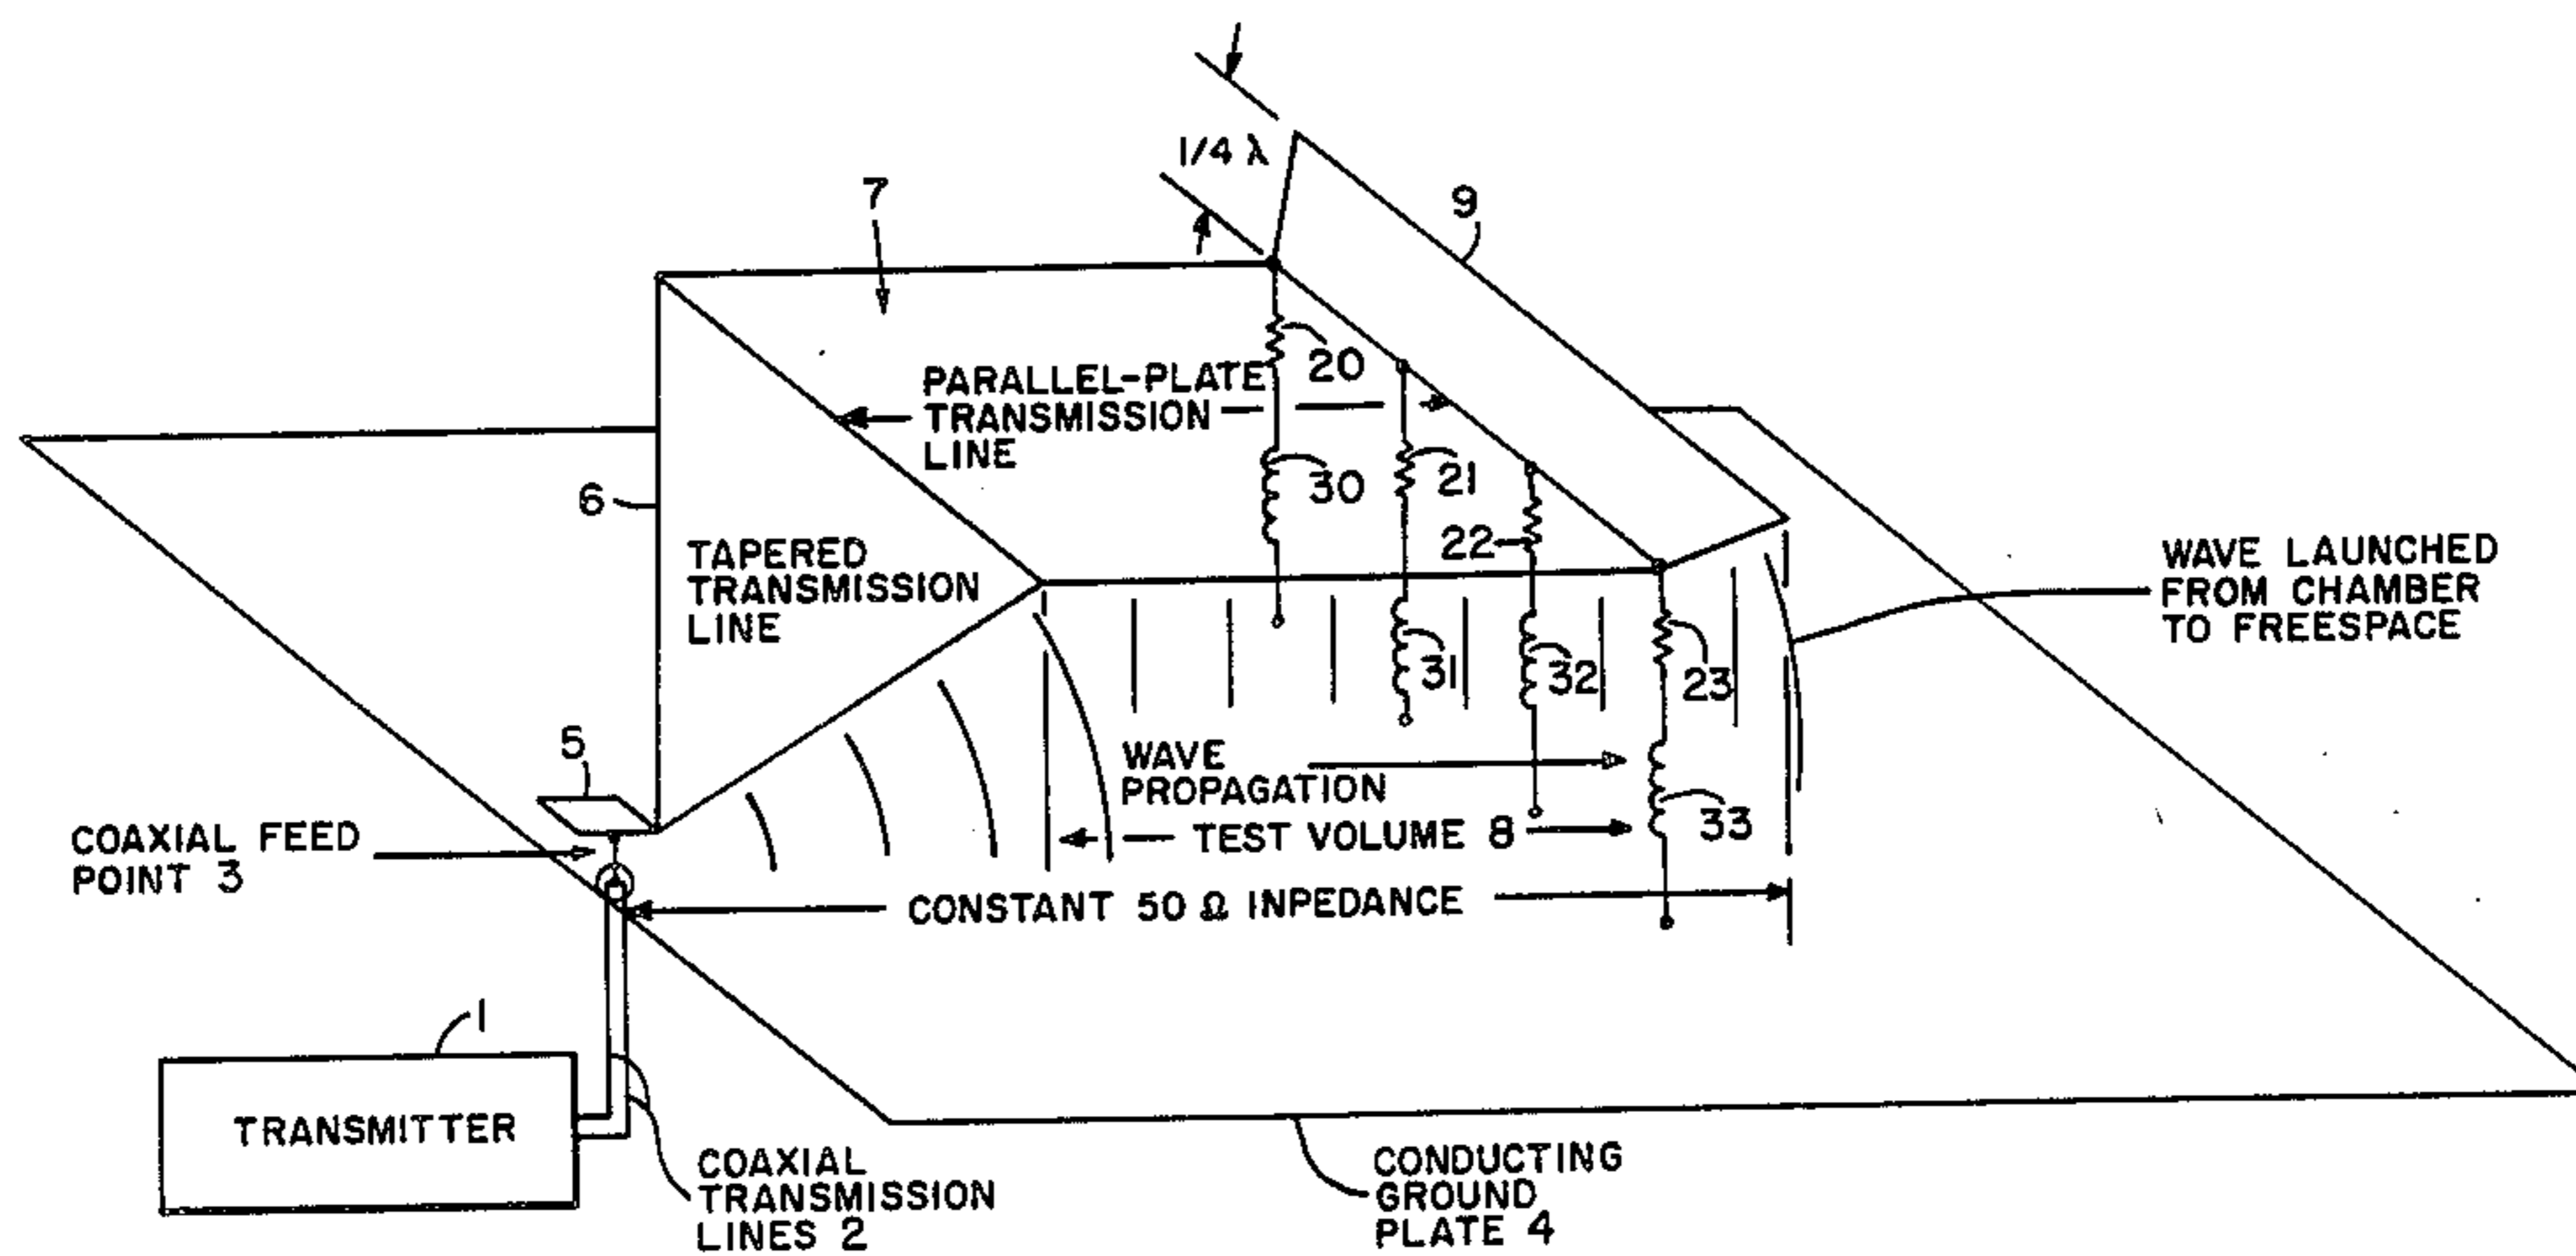 1/4 λ
7
9
20
PARALLEL-PLATE
TRANSMISSION
LINE
21
30
6
22
TAPERED
TRANSMISSION
LINE
WAVE LAUNCHED
FROM CHAMBER
TO FREESPACE
31
32
23
5
WAVE
PROPAGATION
33
TEST VOLUME 8
COAXIAL FEED
POINT 3
CONSTANT 50 Ω INPEDANCE
1
TRANSMITTER
COAXIAL
TRANSMISSION
LINES 2
CONDUCTING
GROUND
PLATE 4